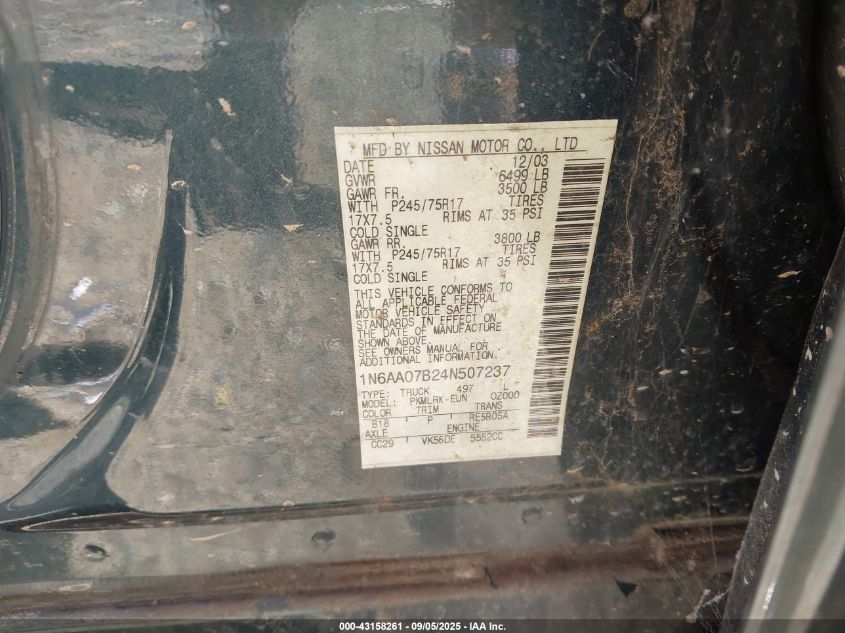 MFD BY NISSAN MOTOR CO., LTD
DATE 12/03
GVWR 6499 LB
GAWR FR. 3500 LB
WITH P245/75R17 TIRES
17X7.5 RIMS AT 35 PSI
COLD SINGLE
GAWR RR. 3800 LB
WITH P245/75R17 TIRES
17X7.5 RIMS AT 35 PSI
COLD SINGLE
THIS VEHICLE CONFORMS TO
ALL APPLICABLE FEDERAL
MOTOR VEHICLE SAFETY
STANDARDS IN EFFECT ON
THE DATE OF MANUFACTURE
SHOWN ABOVE.
SEE OWNERS MANUAL FOR
ADDITIONAL INFORMATION.
1N6AA07B24N507237
TYPE: TRUCK 497 L
MODEL: PKMLRX-EUN OZ000
COLOR TRIM TRANS
B1B P RE5R05A
AXLE ENGINE
CC29 VK56DE 5552CC
000-43158261 - 09/05/2025 - IAA Inc.